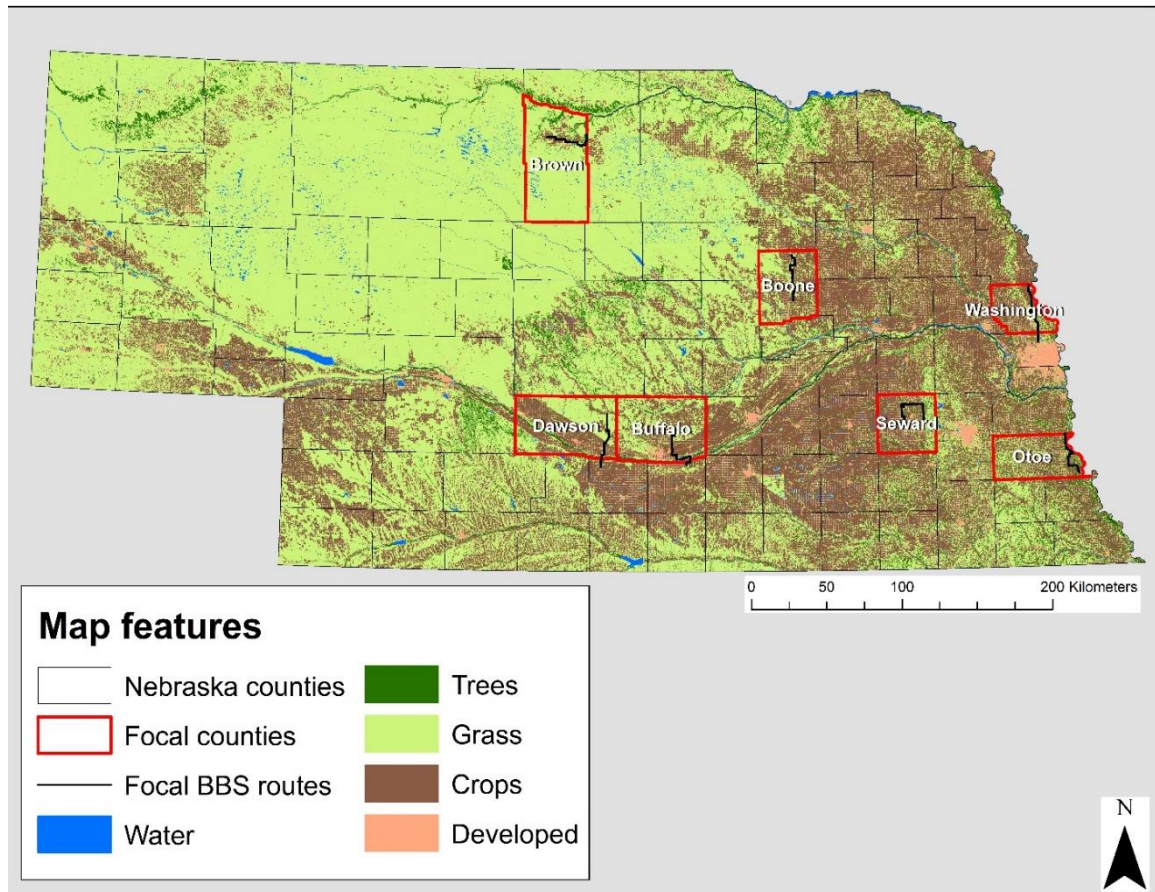 Brown
Boone
Washington
Dawson
Buffalo
Seward
Otoe
0 50 100 200 Kilometers
Map features
Nebraska counties
Focal counties
Focal BBS routes
Water
Trees
Grass
Crops
Developed
N